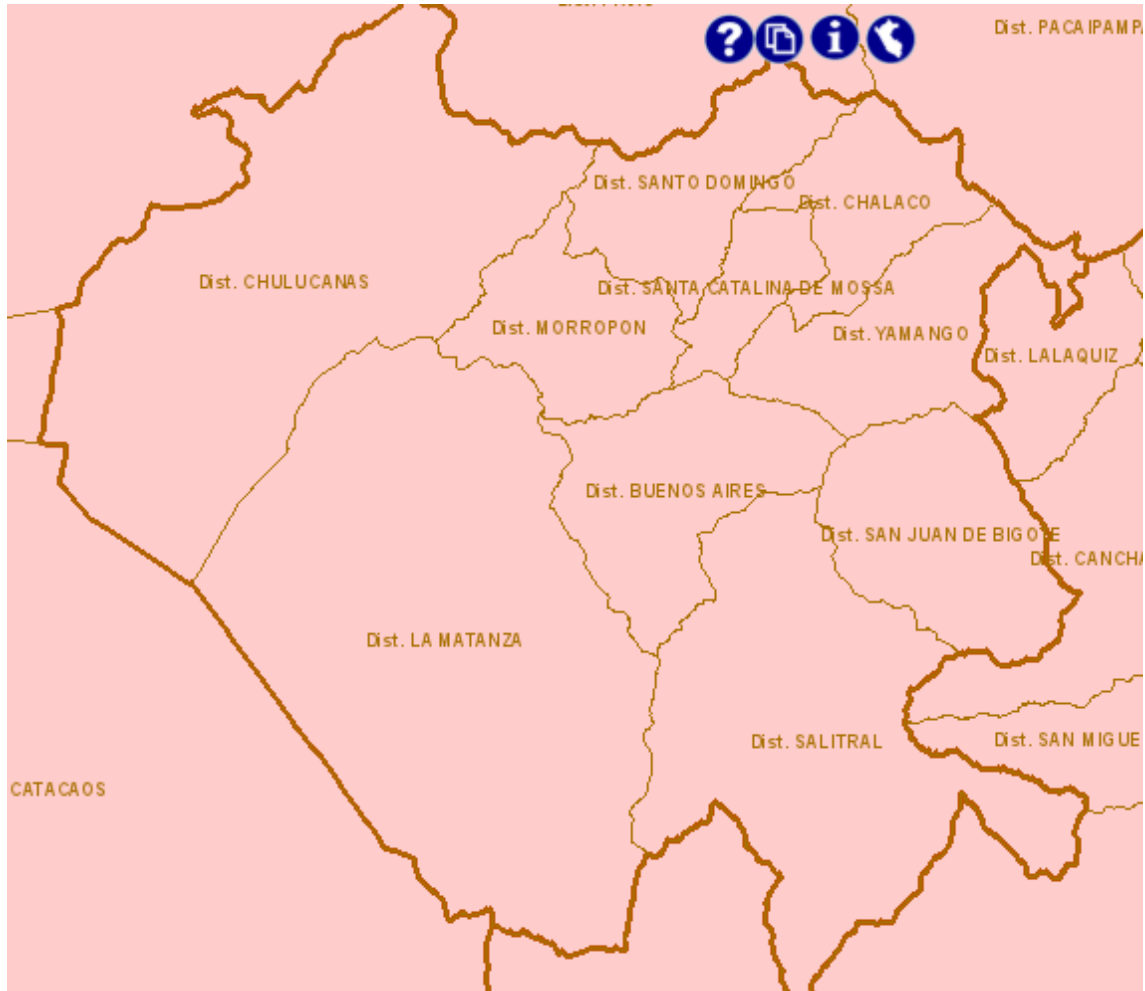 Dist. PACAIPAMPA
Dist. SANTO DOMINGO
Dist. CHALACO
Dist. CHULUCANAS
Dist. SANTA CATALINA DE MOSSA
Dist. MORROPON
Dist. YAMANGO
Dist. LALAQUIZ
Dist. BUENOS AIRES
Dist. SAN JUAN DE BIGOTE
Dist. CANCHA
Dist. LA MATANZA
Dist. SALITRAL
Dist. SAN MIGUE
CATACAOS